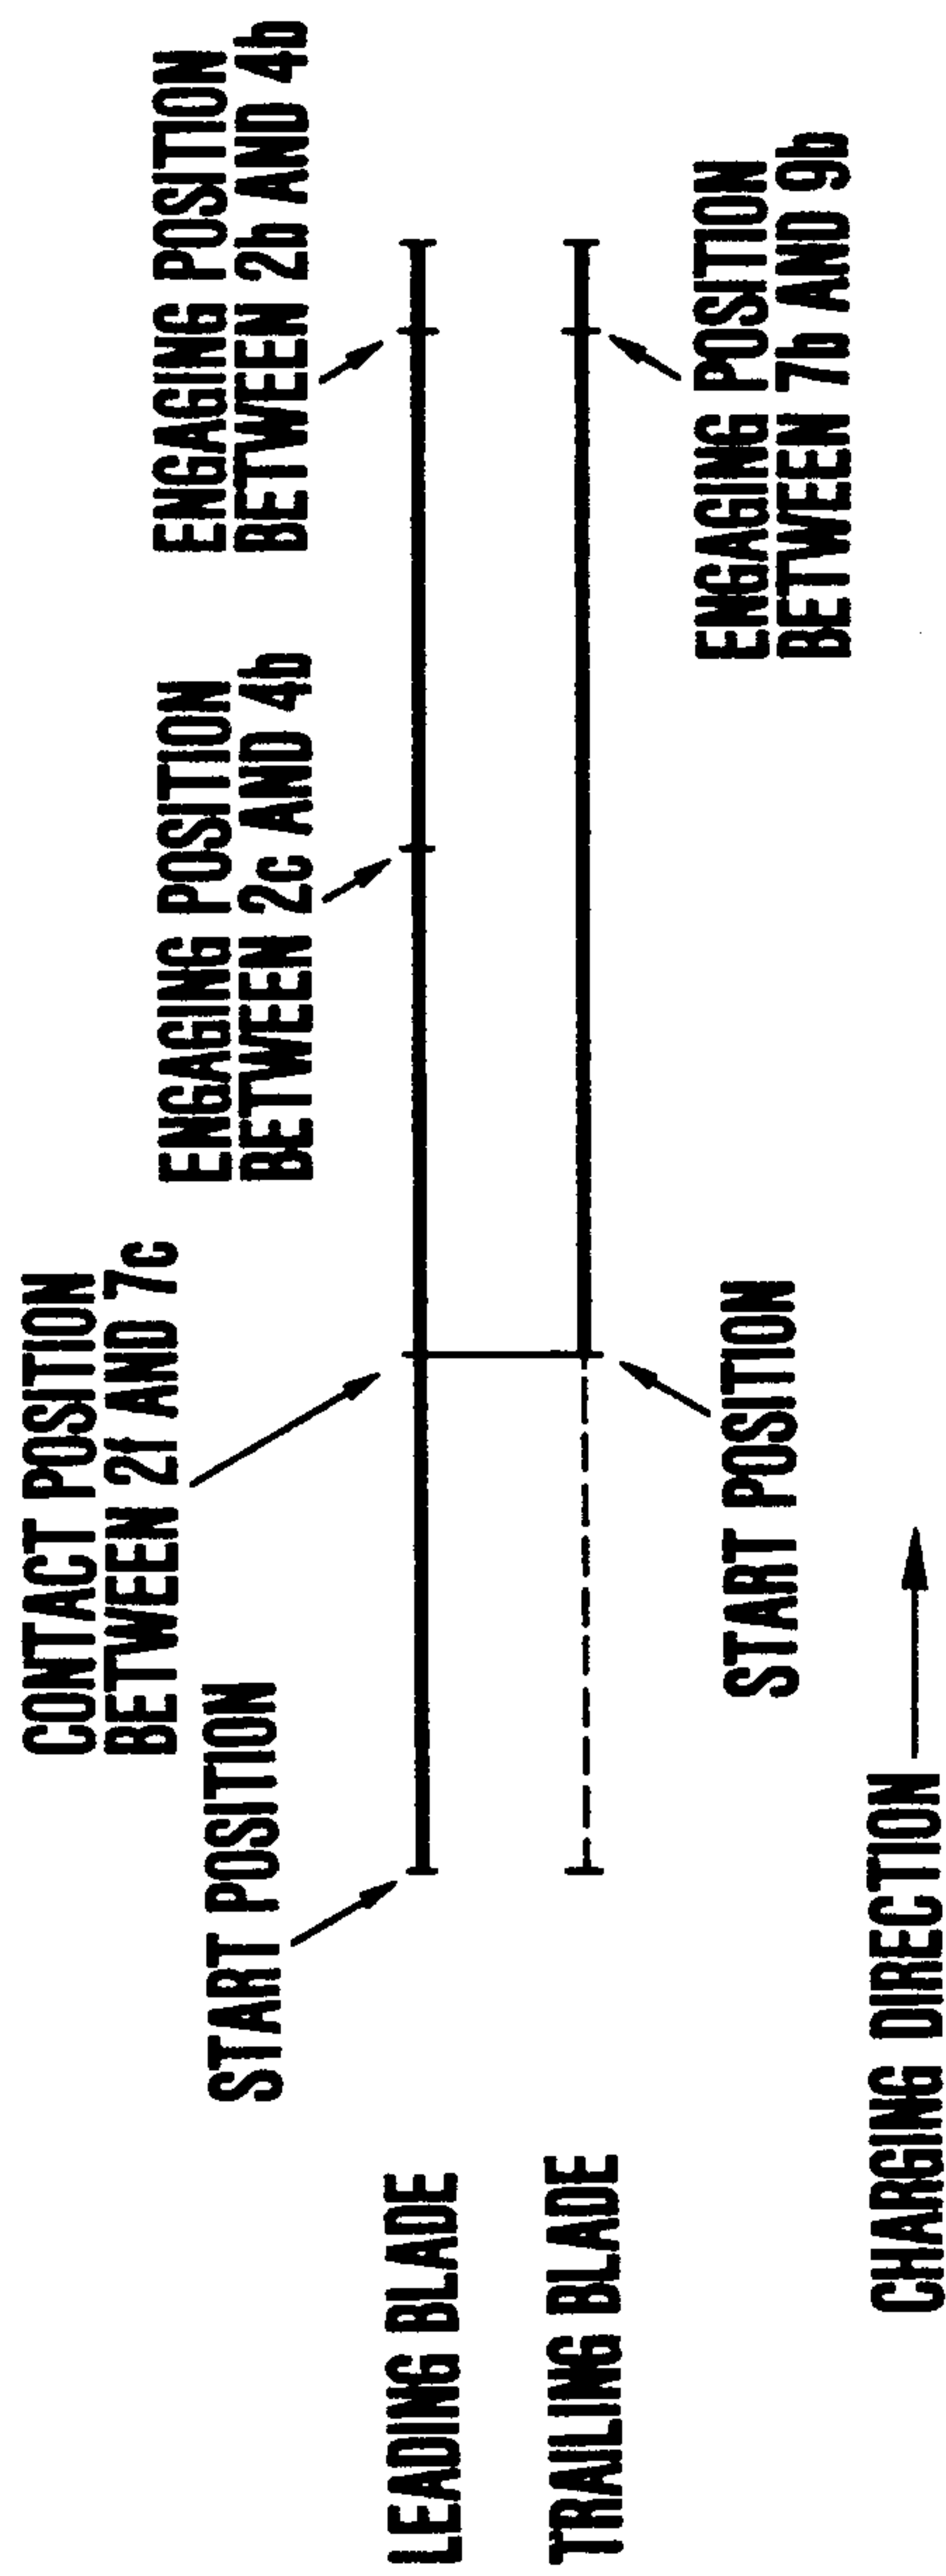 CONTACT POSITION
BETWEEN 2f AND 7c
START POSITION
ENGAGING POSITION
BETWEEN 2c AND 4b
ENGAGING POSITION
BETWEEN 2b AND 4b
LEADING BLADE
TRAILING BLADE
START POSITION
ENGAGING POSITION
BETWEEN 7b AND 9b
CHARGING DIRECTION